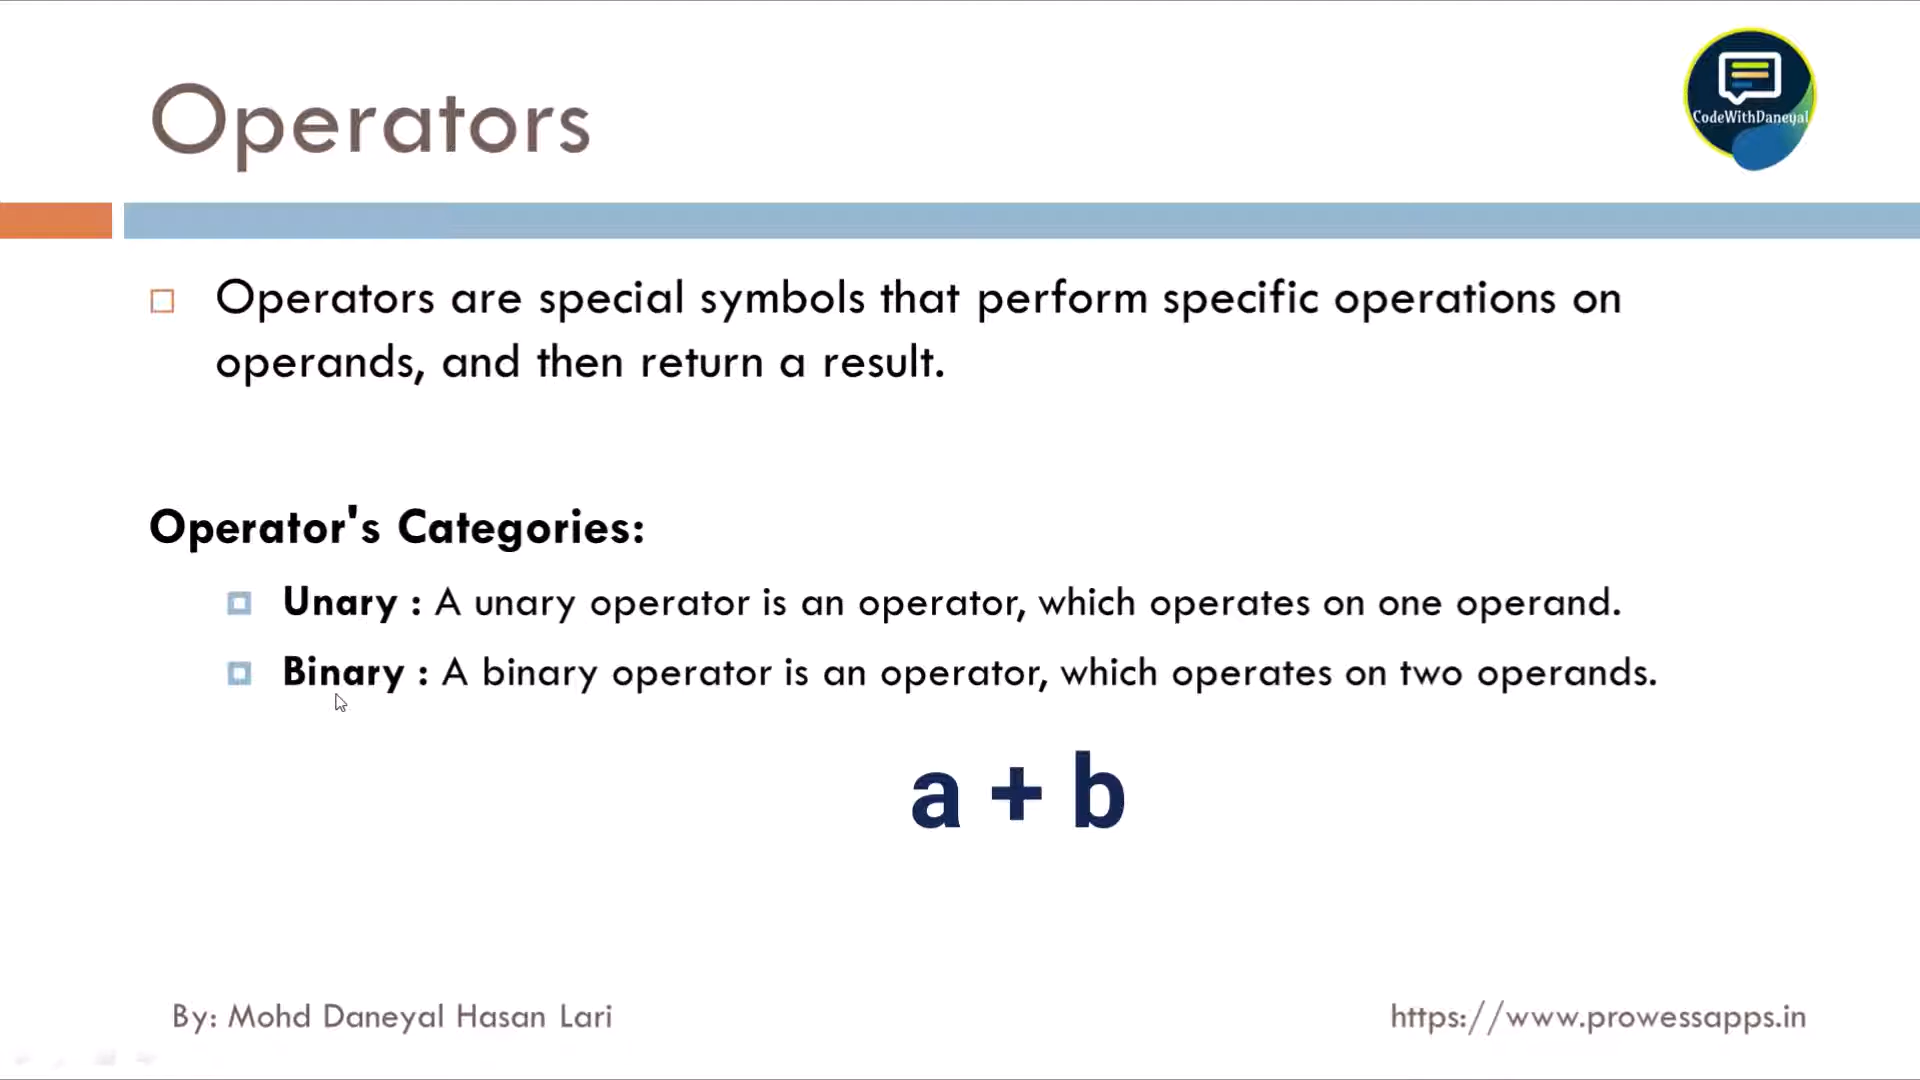 Operators
CodeWithDaneyal
Operators are special symbols that perform specific operations on
operands, and then return a result.
Operator's Categories:
Unary : A unary operator is an operator, which operates on one operand.
Binary : A binary operator is an operator, which operates on two operands.
a + b
By: Mohd Daneyal Hasan Lari
https://www.prowessapps.in